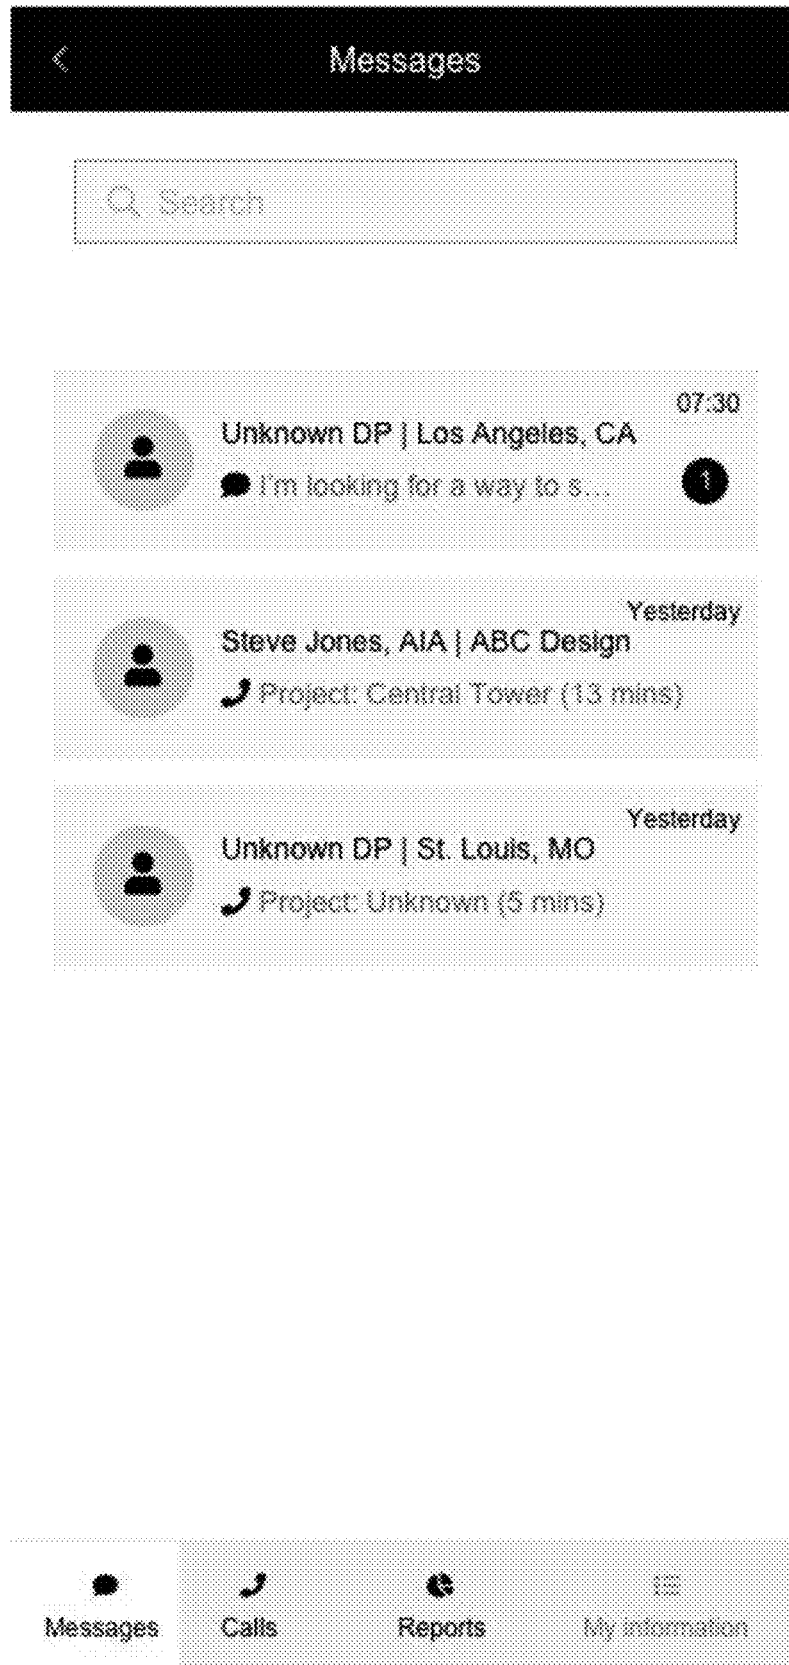 Messages
Search
07:30
Unknown DP | Los Angeles, CA
I'm looking for a way to s...
1
Yesterday
Steve Jones, AIA | ABC Design
Project: Central Tower (13 mins)
Yesterday
Unknown DP | St. Louis, MO
Project: Unknown (5 mins)
Messages Calls Reports My information